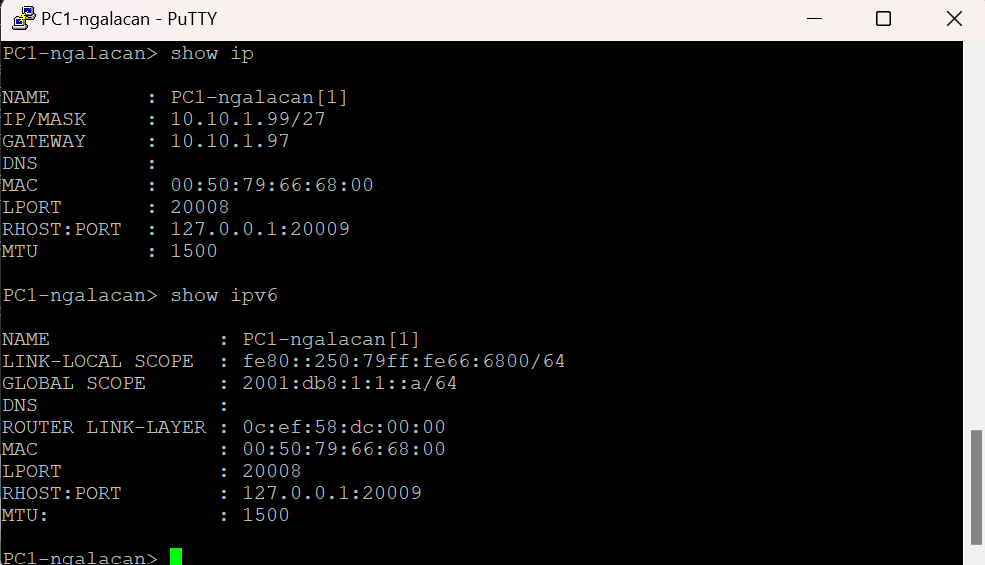 PC1-ngalacan - PuTTY
PC1-ngalacan> show ip
NAME : PC1-ngalacan[1]
IP/MASK : 10.10.1.99/27
GATEWAY : 10.10.1.97
DNS :
MAC : 00:50:79:66:68:00
LPORT : 20008
RHOST:PORT : 127.0.0.1:20009
MTU : 1500
PC1-ngalacan> show ipv6
NAME : PC1-ngalacan[1]
LINK-LOCAL SCOPE : fe80::250:79ff:fe66:6800/64
GLOBAL SCOPE : 2001:db8:1:1::a/64
DNS :
ROUTER LINK-LAYER : 0c:ef:58:dc:00:00
MAC : 00:50:79:66:68:00
LPORT : 20008
RHOST:PORT : 127.0.0.1:20009
MTU: : 1500
PC1-ngalacan>